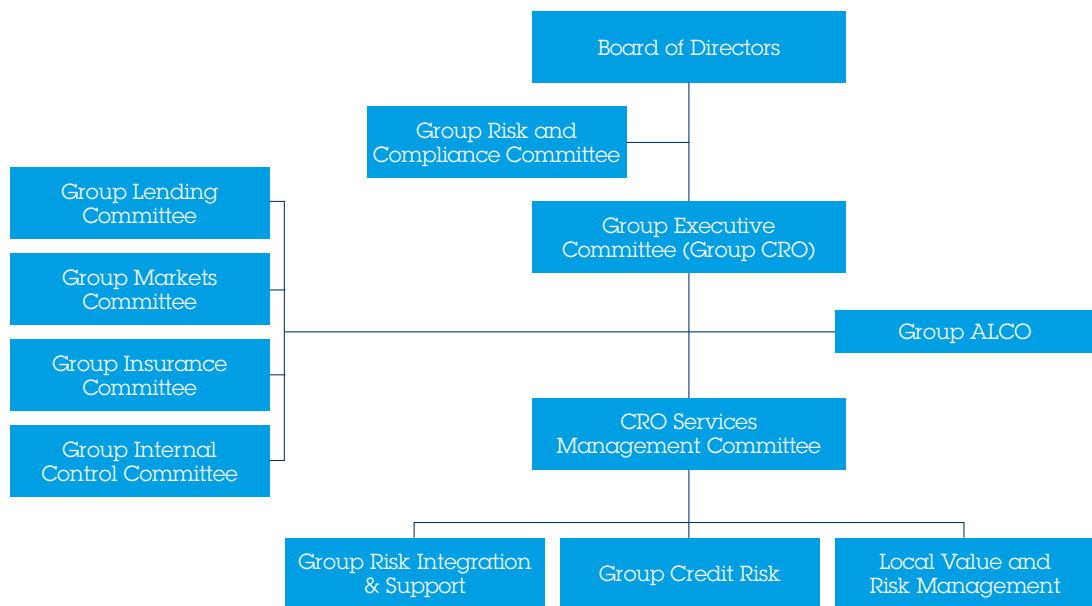 Board of Directors
Group Risk and
Compliance Committee
Group Lending
Committee
Group Executive
Committee (Group CRO)
Group Markets
Committee
Group ALCO
Group Insurance
Committee
CRO Services
Management Committee
Group Internal
Control Committee
Group Risk Integration
& Support
Group Credit Risk
Local Value and
Risk Management